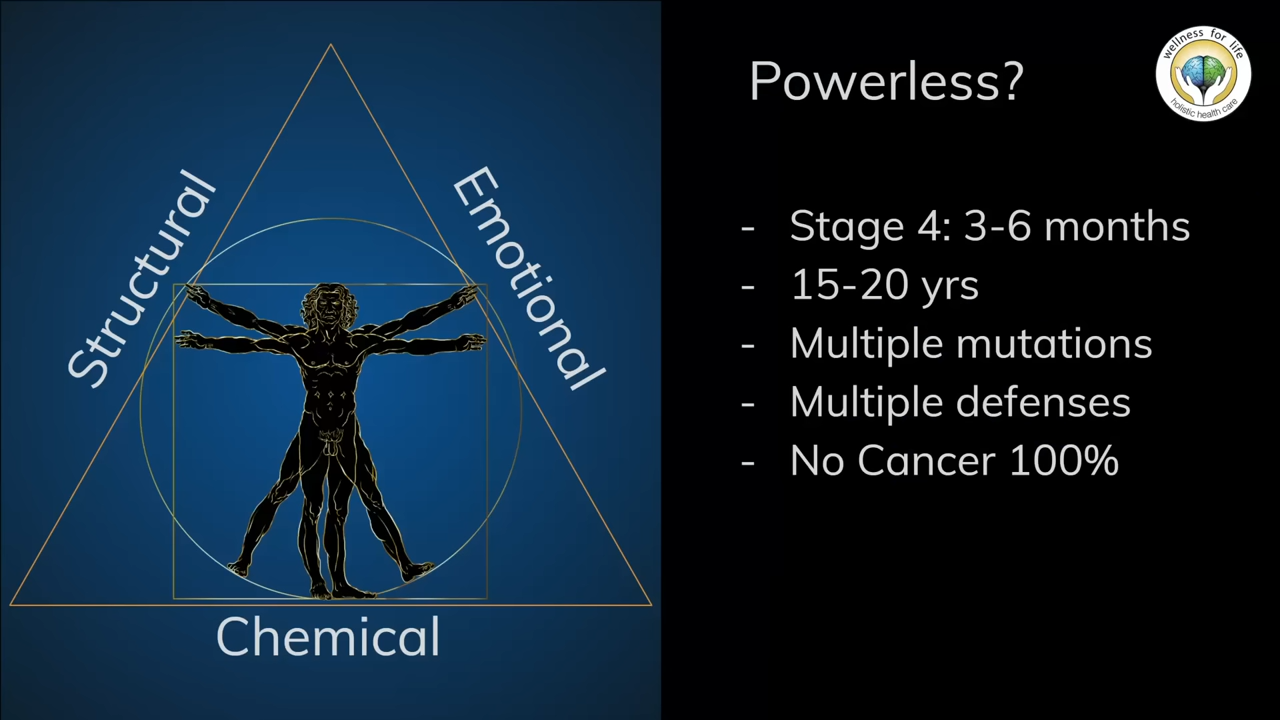 Structural
Emotional
Chemical
Powerless?
wellness for life
holistic health care
- Stage 4: 3-6 months
- 15-20 yrs
- Multiple mutations
- Multiple defenses
- No Cancer 100%